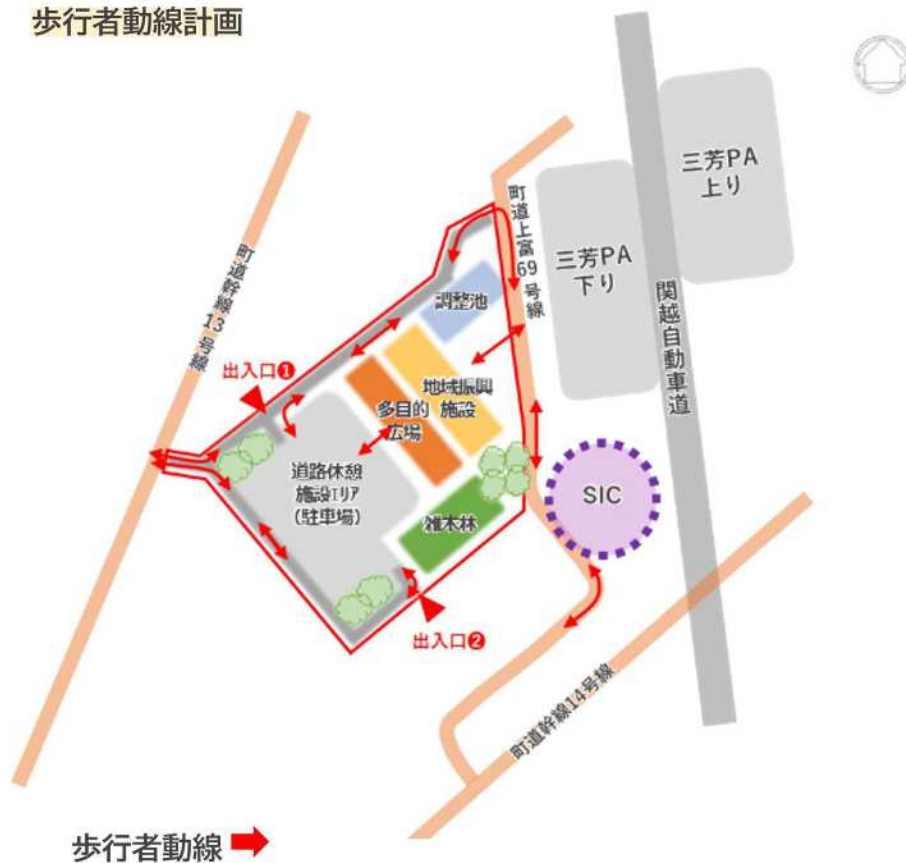 歩行者動線計画
三芳PA
上り
町道上富69号線
三芳PA
下り
町道幹線13号線
関越自動車道
調整池
出入口❶
地域振興
施設
多目的
広場
道路休憩
施設エリア
(駐車場)
SIC
雑木林
出入口❷
町道幹線14号線
歩行者動線